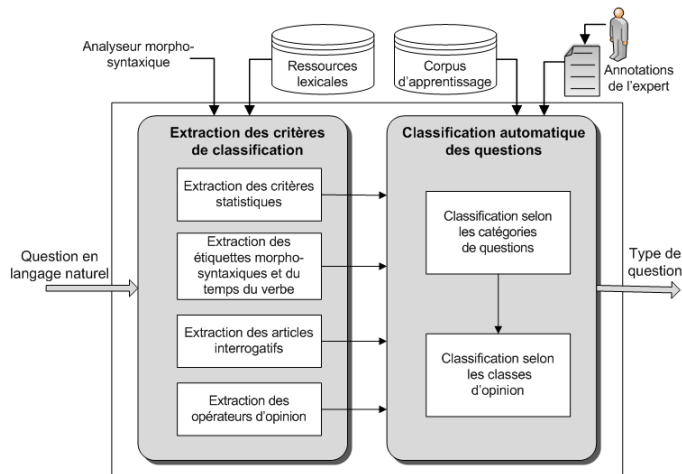 Analyseur morpho-
syntaxique
Ressources
lexicales
Corpus
d'apprentissage
Annotations
de l'expert
Extraction des critères
de classification
Classification automatique
des questions
Extraction des critères
statistiques
Extraction des
étiquettes morpho-
syntaxiques et du
temps du verbe
Extraction des articles
interrogatifs
Extraction des
opérateurs d'opinion
Classification selon
les catégories
de questions
Classification selon
les classes
d'opinion
Question en
langage naturel
Type de
question